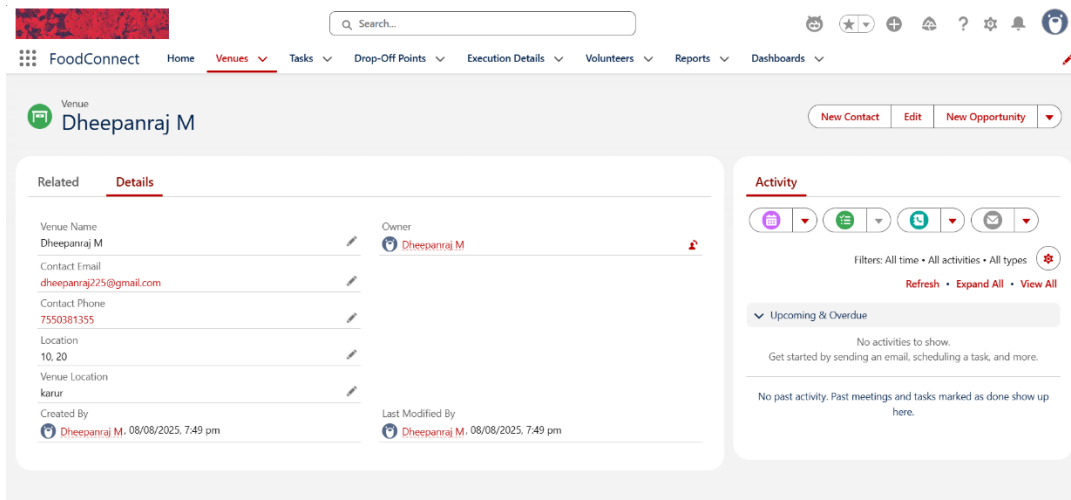 Search...
FoodConnect Home Venues Tasks Drop-Off Points Execution Details Volunteers Reports Dashboards
Venue
Dheepanraj M
New Contact Edit New Opportunity
Related Details
Venue Name
Dheepanraj M
Owner
Dheepanraj M
Contact Email
dheepanraj225@gmail.com
Contact Phone
7550381355
Location
10, 20
Venue Location
karur
Created By
Dheepanraj M, 08/08/2025, 7:49 pm
Last Modified By
Dheepanraj M, 08/08/2025, 7:49 pm
Activity
Filters: All time • All activities • All types
Refresh • Expand All • View All
Upcoming & Overdue
No activities to show.
Get started by sending an email, scheduling a task, and more.
No past activity. Past meetings and tasks marked as done show up
here.